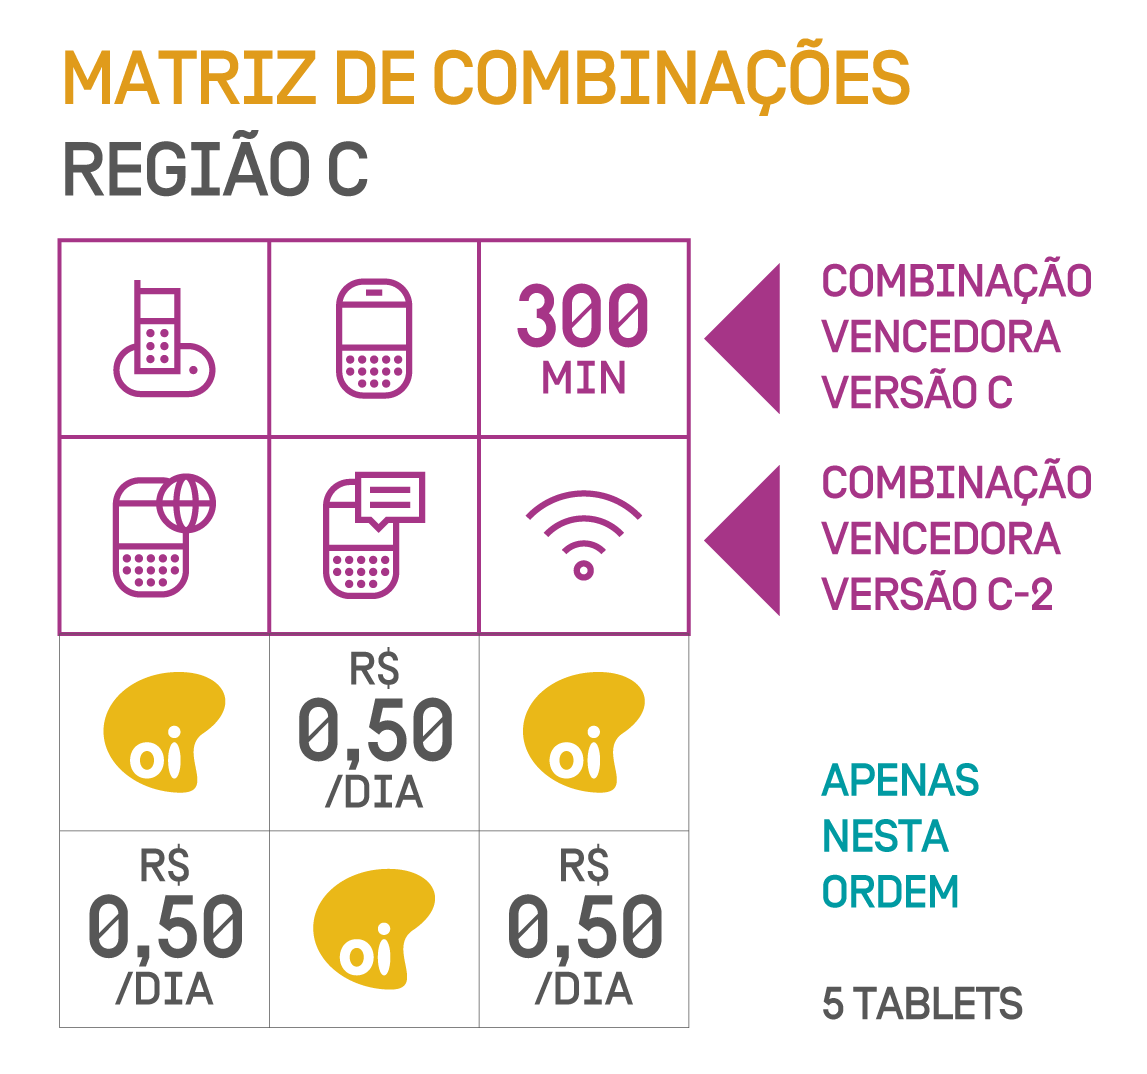 MATRIZ DE COMBINAÇÕES
REGIÃO C
300
MIN
COMBINAÇÃO
VENCEDORA
VERSÃO C
COMBINAÇÃO
VENCEDORA
VERSÃO C-2
oi
R$
0,50
/DIA
oi
APENAS
NESTA
ORDEM
R$
0,50
/DIA
oi
R$
0,50
/DIA
5 TABLETS